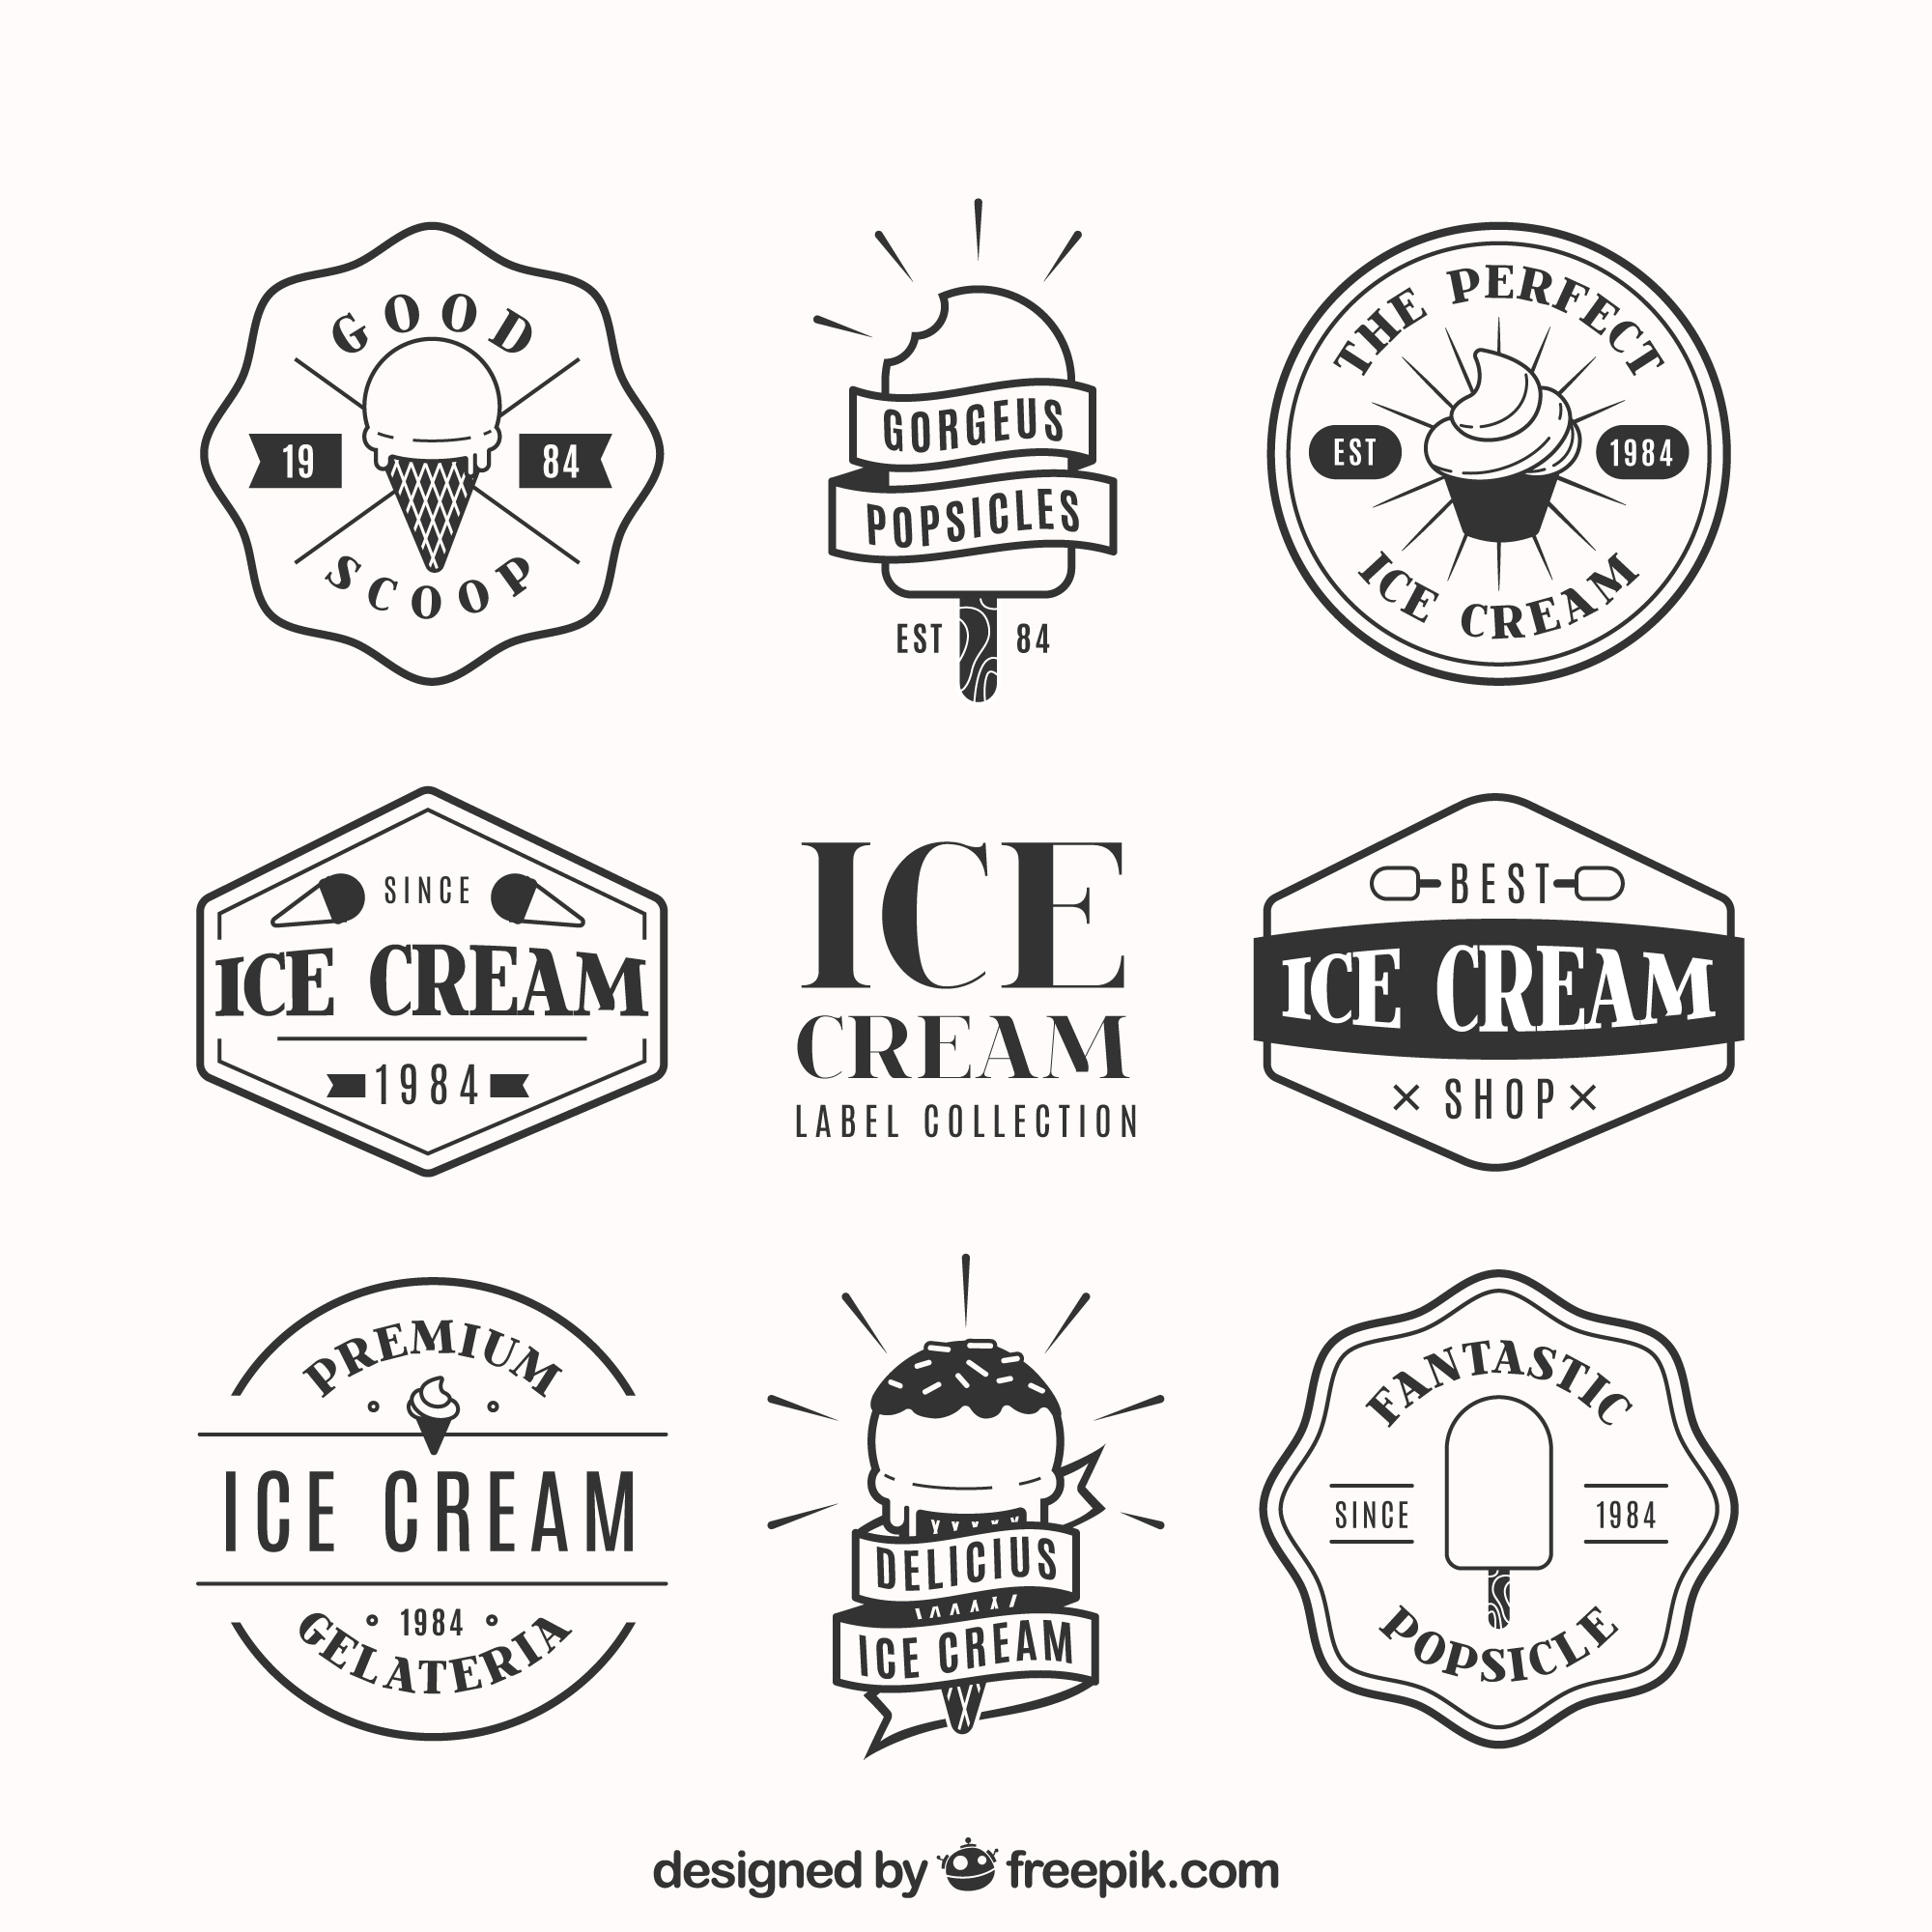 GOOD
19 84
SCOOP
GORGEUS
POPSICLES
EST 84
THE PERFECT
EST 1984
ICE CREAM
SINCE
ICE CREAM
1984
ICE
CREAM
LABEL COLLECTION
BEST
ICE CREAM
SHOP
PREMIUM
ICE CREAM
1984
GELATERIA
DELICIUS
ICE CREAM
FANTASTIC
SINCE 1984
POPSICLE
designed by freepik.com